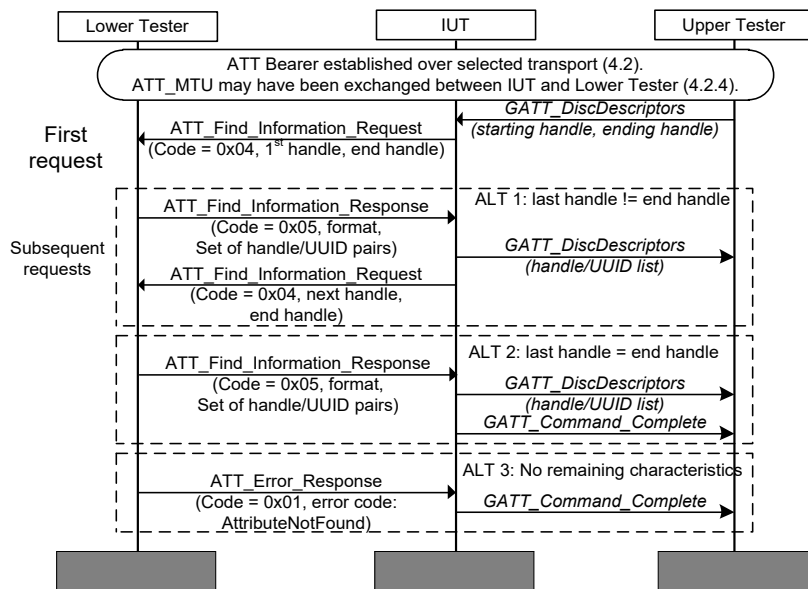 Lower Tester
IUT
Upper Tester
ATT Bearer established over selected transport (4.2).
ATT_MTU may have been exchanged between IUT and Lower Tester (4.2.4).
GATT_DiscDescriptors
(starting handle, ending handle)
First
request
ATT_Find_Information_Request
(Code = 0x04, 1st handle, end handle)
ALT 1: last handle != end handle
ATT_Find_Information_Response
(Code = 0x05, format,
Set of handle/UUID pairs)
Subsequent
requests
GATT_DiscDescriptors
(handle/UUID list)
ATT_Find_Information_Request
(Code = 0x04, next handle,
end handle)
ALT 2: last handle = end handle
ATT_Find_Information_Response
(Code = 0x05, format,
Set of handle/UUID pairs)
GATT_DiscDescriptors
(handle/UUID list)
GATT_Command_Complete
ALT 3: No remaining characteristics
ATT_Error_Response
(Code = 0x01, error code:
AttributeNotFound)
GATT_Command_Complete